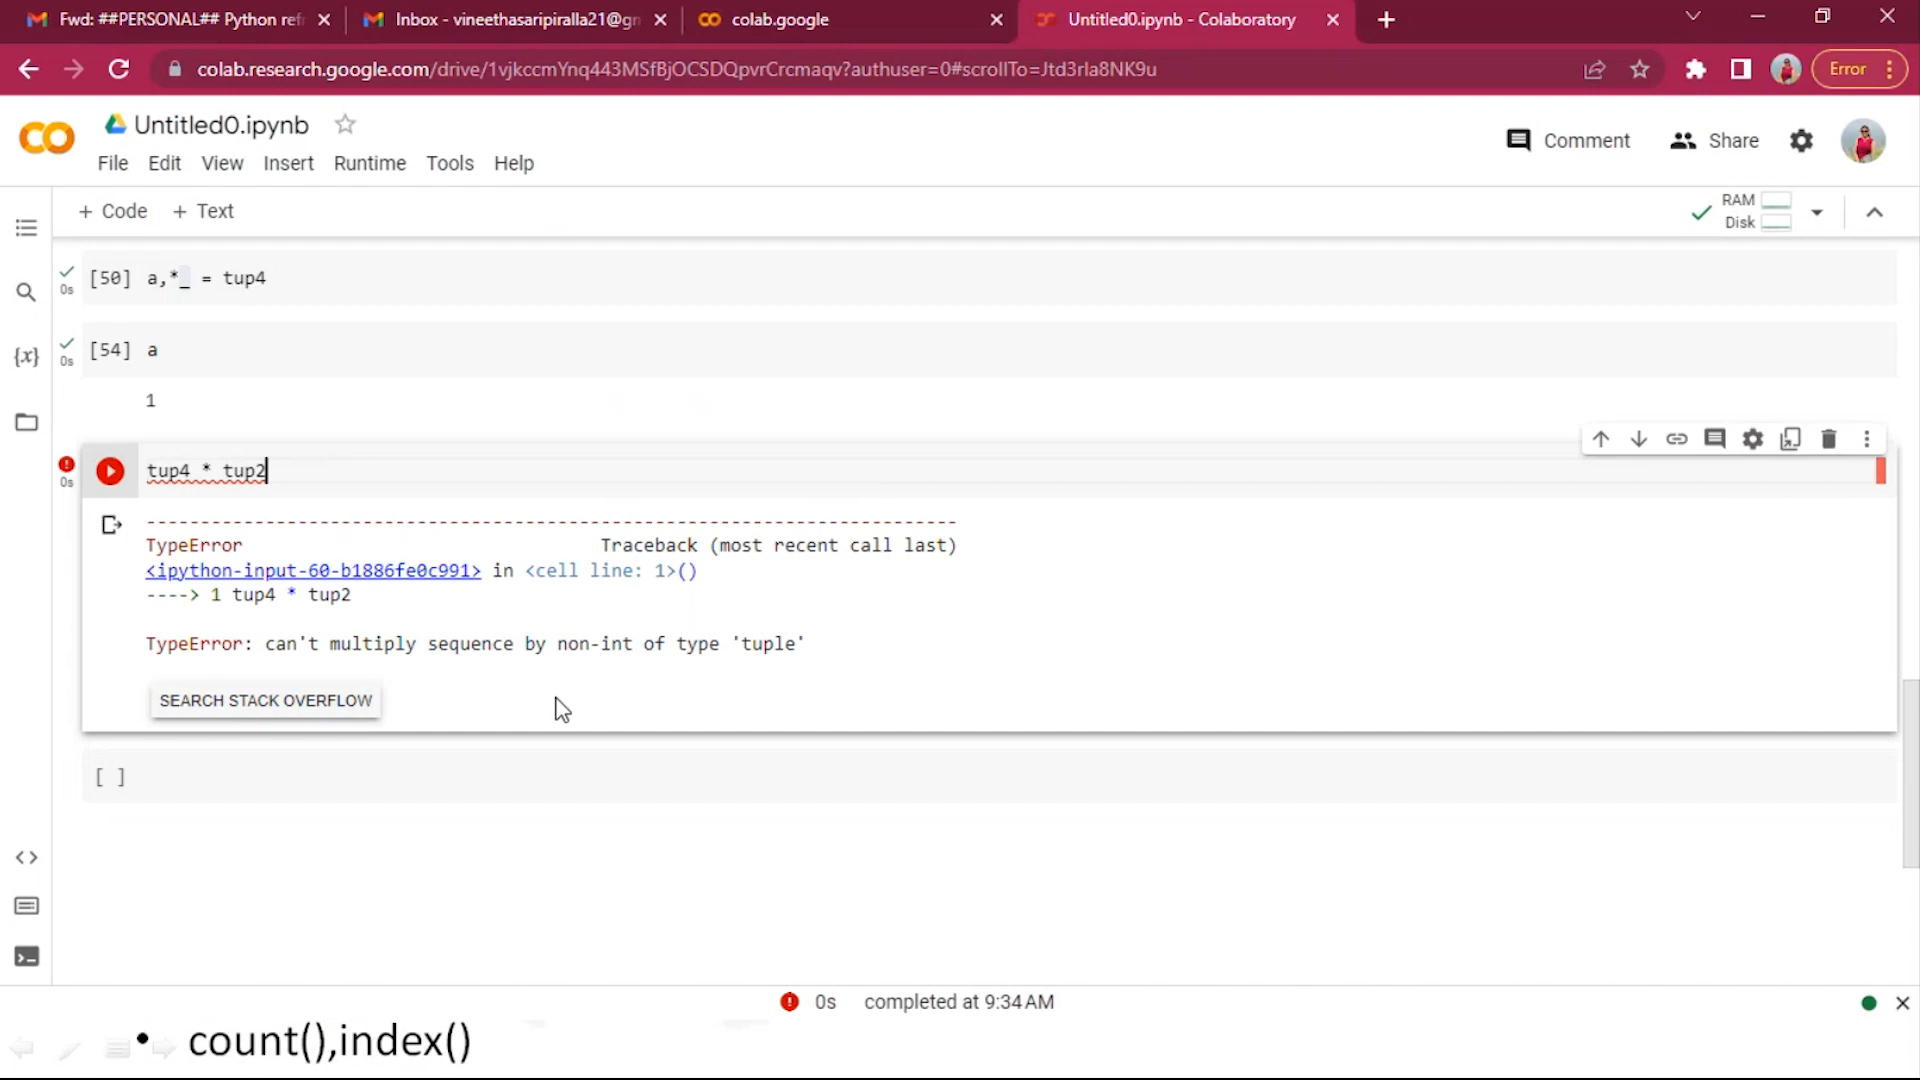 Fwd: ##PERSONAL## Python refr
Inbox - vineethasaripiralla21@gm
colab.google
Untitled0.ipynb - Colaboratory
colab.research.google.com/drive/1vjkccmYnq443MSfBjOCSDQpvrCrcmaqv?authuser=0#scrollTo=Jtd3rIa8NK9u
Error
Untitled0.ipynb
File Edit View Insert Runtime Tools Help
Comment
Share
+ Code + Text
RAM
Disk
[50] a,*_ = tup4
0s
[54] a
0s
1
tup4 * tup2
0s
---------------------------------------------------------------------------
TypeError Traceback (most recent call last)
<ipython-input-60-b1886fe0c991> in <cell line: 1>()
----> 1 tup4 * tup2
TypeError: can't multiply sequence by non-int of type 'tuple'
SEARCH STACK OVERFLOW
[ ]
0s completed at 9:34 AM
• count(),index()